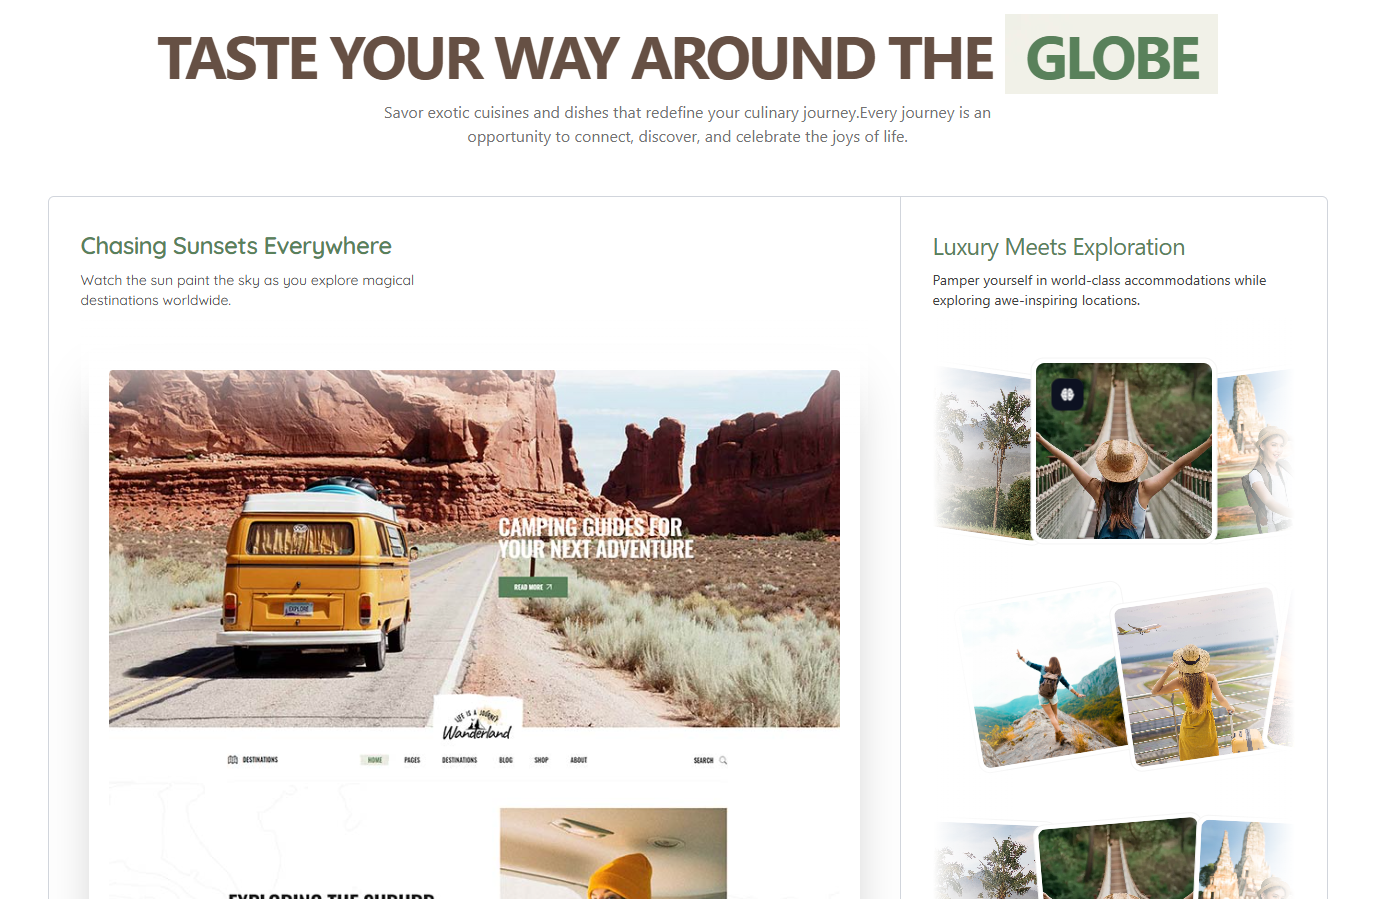 TASTE YOUR WAY AROUND THE GLOBE
Savor exotic cuisines and dishes that redefine your culinary journey.Every journey is an
opportunity to connect, discover, and celebrate the joys of life.
Chasing Sunsets Everywhere
Watch the sun paint the sky as you explore magical
destinations worldwide.
Luxury Meets Exploration
Pamper yourself in world-class accommodations while
exploring awe-inspiring locations.
CAMPING GUIDES FOR
YOUR NEXT ADVENTURE
READ MORE
EXPLORE
LIFE IS A JOURNEY
Wanderland
DESTINATIONS
HOME PAGES DESTINATIONS BLOG SHOP ABOUT
SEARCH
EXPLORING THE SUBURB